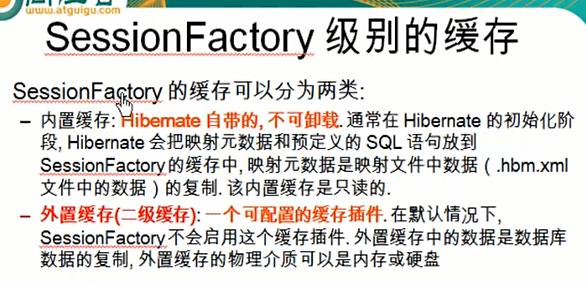 www.atguigu.com
SessionFactory 级别的缓存
SessionFactory 的缓存可以分为两类:
– 内置缓存: Hibernate 自带的, 不可卸载. 通常在 Hibernate 的初始化阶
段, Hibernate 会把映射元数据和预定义的 SQL 语句放到
SessionFactory 的缓存中, 映射元数据是映射文件中数据（.hbm.xml
文件中的数据）的复制. 该内置缓存是只读的.
– 外置缓存(二级缓存): 一个可配置的缓存插件. 在默认情况下,
SessionFactory 不会启用这个缓存插件. 外置缓存中的数据是数据库
数据的复制, 外置缓存的物理介质可以是内存或硬盘